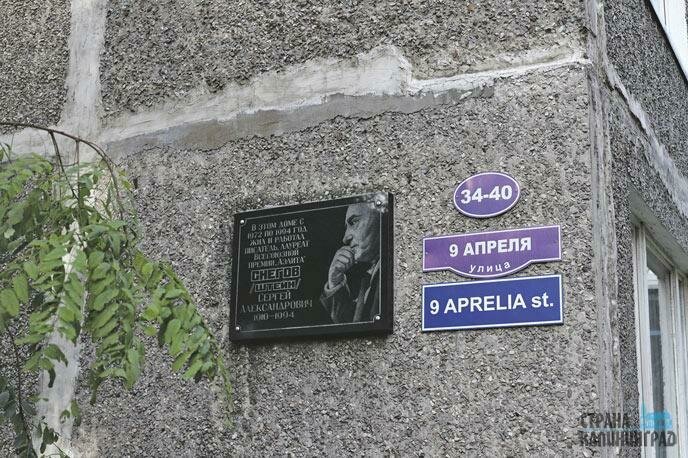 В ЭТОМ ДОМЕ С
1972 ПО 1994 ГОД
ЖИЛ И РАБОТАЛ
ПИСАТЕЛЬ, ЛАУРЕАТ
ВСЕСОЮЗНОЙ
ПРЕМИИ „АЭЛИТА"
СНЕГОВ
/ШТЕЙН/
СЕРГЕЙ
АЛЕКСАНДРОВИЧ
1910-1994
34-40
9 АПРЕЛЯ
улица
9 APRELIA st.
СТРАНА
КАЛИНИНГРАД